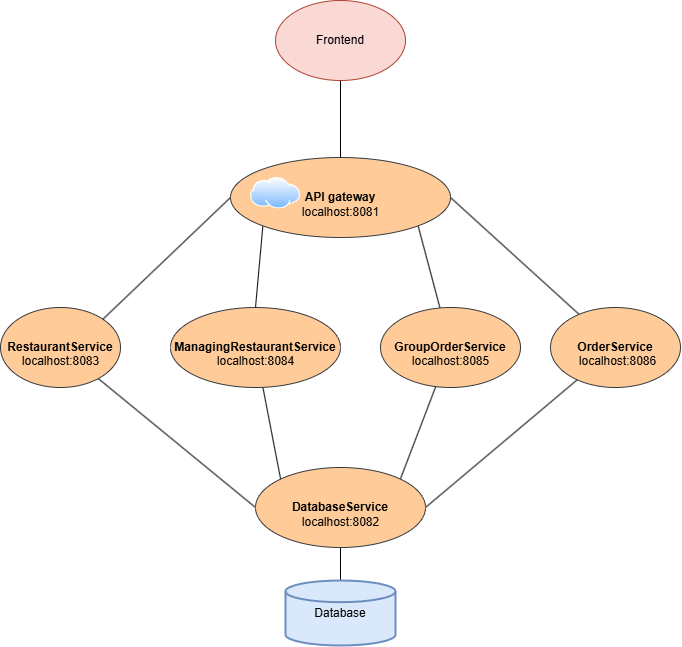 Frontend
API gateway
localhost:8081
RestaurantService
localhost:8083
ManagingRestaurantService
localhost:8084
GroupOrderService
localhost:8085
OrderService
localhost:8086
DatabaseService
localhost:8082
Database